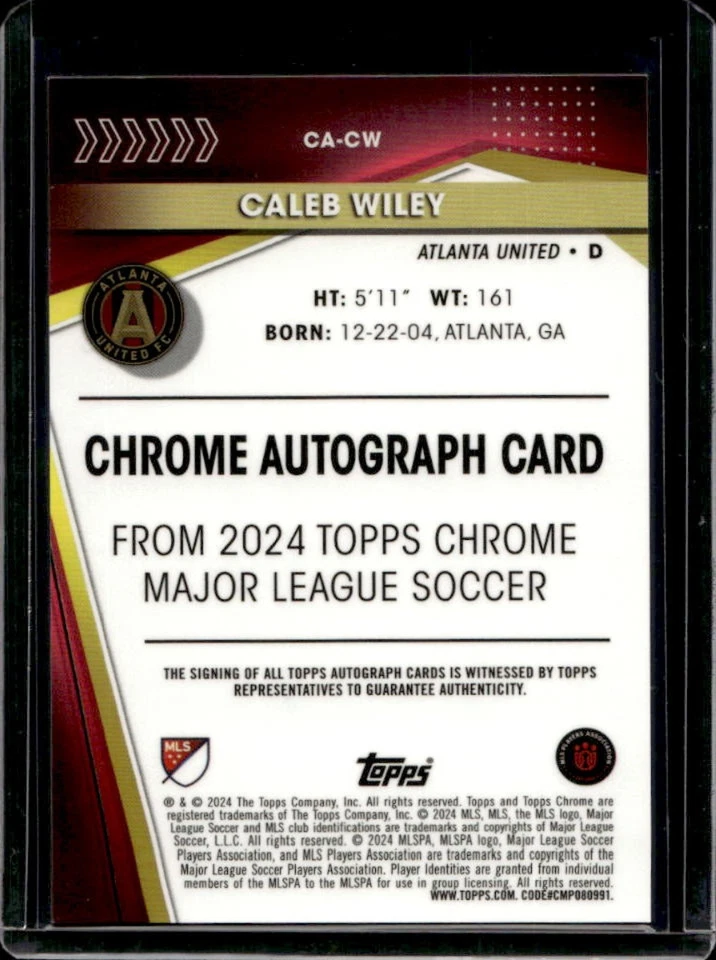 CA-CW
CALEB WILEY
ATLANTA UNITED • D
ATLANTA
A
UNITED FC
HT: 5'11" WT: 161
BORN: 12-22-04, ATLANTA, GA
CHROME AUTOGRAPH CARD
FROM 2024 TOPPS CHROME
MAJOR LEAGUE SOCCER
THE SIGNING OF ALL TOPPS AUTOGRAPH CARDS IS WITNESSED BY TOPPS
REPRESENTATIVES TO GUARANTEE AUTHENTICITY.
MLS
topps®
MLS PLAYERS ASSOCIATION
® & © 2024 The Topps Company, Inc. All rights reserved. Topps and Topps Chrome are
registered trademarks of The Topps Company, Inc. © 2024 MLS, MLS, the MLS logo, Major
League Soccer and MLS club identifications are trademarks and copyrights of Major League
Soccer, L.L.C. All rights reserved. © 2024 MLSPA, MLSPA logo, Major League Soccer
Players Association, and MLS Players Association are trademarks and copyrights of the
Major League Soccer Players Association. Player Identities are granted from individual
members of the MLSPA to the MLSPA for use in group licensing. All rights reserved.
WWW.TOPPS.COM. CODE#CMP080991.